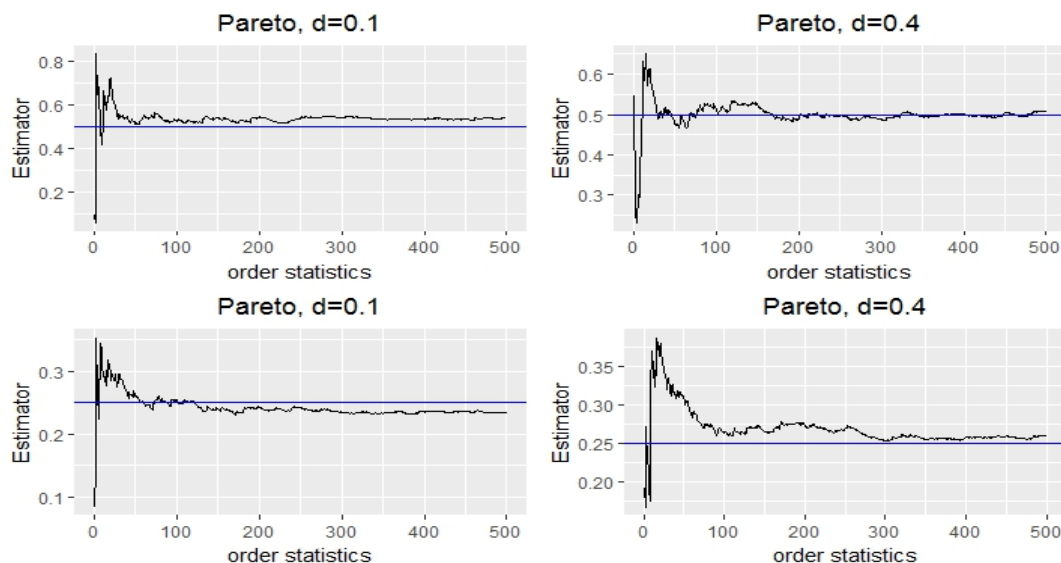 Pareto, d=0.1
Estimator
0.8
0.6
0.4
0.2
0 100 200 300 400 500
order statistics
Pareto, d=0.4
Estimator
0.6
0.5
0.4
0.3
0 100 200 300 400 500
order statistics
Pareto, d=0.1
Estimator
0.3
0.2
0.1
0 100 200 300 400 500
order statistics
Pareto, d=0.4
Estimator
0.35
0.30
0.25
0.20
0 100 200 300 400 500
order statistics